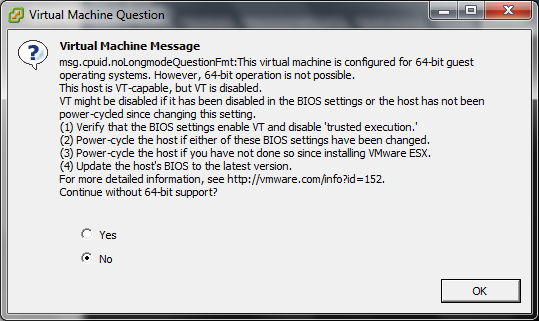 Virtual Machine Question
Virtual Machine Message
msg.cpuid.noLongmodeQuestionFmt:This virtual machine is configured for 64-bit guest
operating systems. However, 64-bit operation is not possible.
This host is VT-capable, but VT is disabled.
VT might be disabled if it has been disabled in the BIOS settings or the host has not been
power-cycled since changing this setting.
(1) Verify that the BIOS settings enable VT and disable 'trusted execution.'
(2) Power-cycle the host if either of these BIOS settings have been changed.
(3) Power-cycle the host if you have not done so since installing VMware ESX.
(4) Update the host's BIOS to the latest version.
For more detailed information, see http://vmware.com/info?id=152.
Continue without 64-bit support?
Yes
No
OK